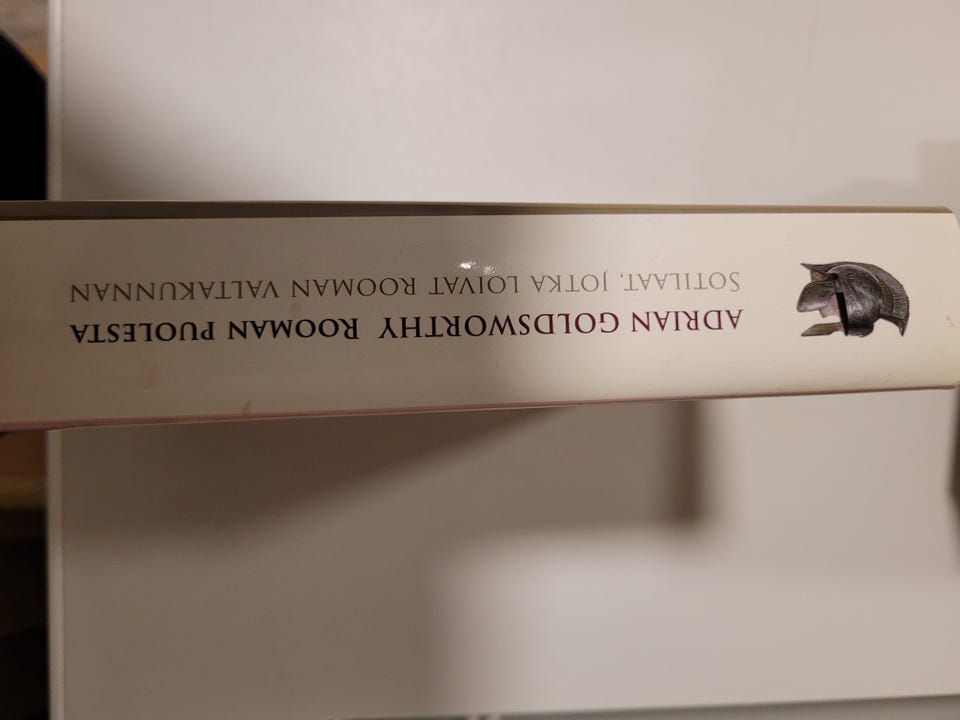 ADRIAN GOLDSWORTHY ROOMAN PUOLESTA
SOTILAAT, JOTKA LOIVAT ROOMAN VALTAKUNNAN